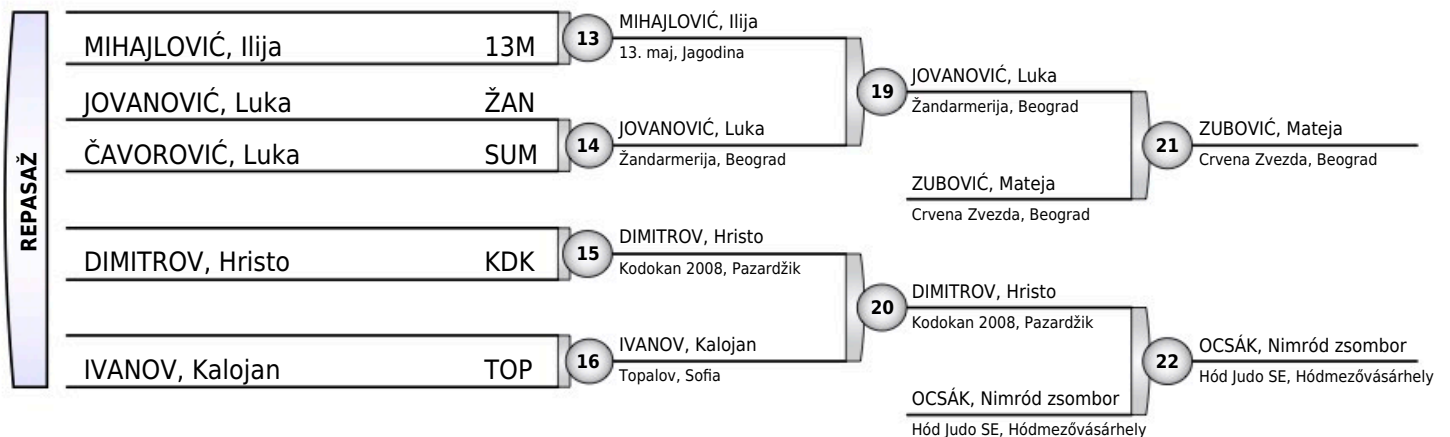 REPASAŽ
MIHAJLOVIĆ, Ilija 13M
JOVANOVIĆ, Luka ŽAN
ČAVOROVIĆ, Luka SUM
DIMITROV, Hristo KDK
IVANOV, Kalojan TOP
13
MIHAJLOVIĆ, Ilija
13. maj, Jagodina
14
JOVANOVIĆ, Luka
Žandarmerija, Beograd
15
DIMITROV, Hristo
Kodokan 2008, Pazardžik
16
IVANOV, Kalojan
Topalov, Sofia
19
JOVANOVIĆ, Luka
Žandarmerija, Beograd
ZUBOVIĆ, Mateja
Crvena Zvezda, Beograd
20
DIMITROV, Hristo
Kodokan 2008, Pazardžik
OCSÁK, Nimród zsombor
Hód Judo SE, Hódmezővásárhely
21
ZUBOVIĆ, Mateja
Crvena Zvezda, Beograd
22
OCSÁK, Nimród zsombor
Hód Judo SE, Hódmezővásárhely